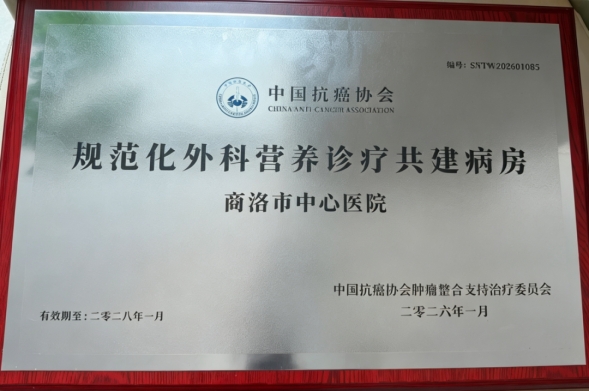 编号：SNTW202601085
中国抗癌协会
CHINA ANTI-CANCER ASSOCIATION
规范化外科营养诊疗共建病房
商洛市中心医院
中国抗癌协会肿瘤整合支持治疗委员会
有效期至：二零二八年一月
二零二六年一月